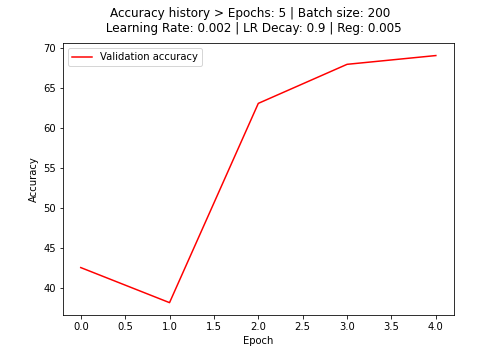 Accuracy history > Epochs: 5 | Batch size: 200
Learning Rate: 0.002 | LR Decay: 0.9 | Reg: 0.005
Validation accuracy
70
65
60
55
50
45
40
Accuracy
0.0 0.5 1.0 1.5 2.0 2.5 3.0 3.5 4.0
Epoch